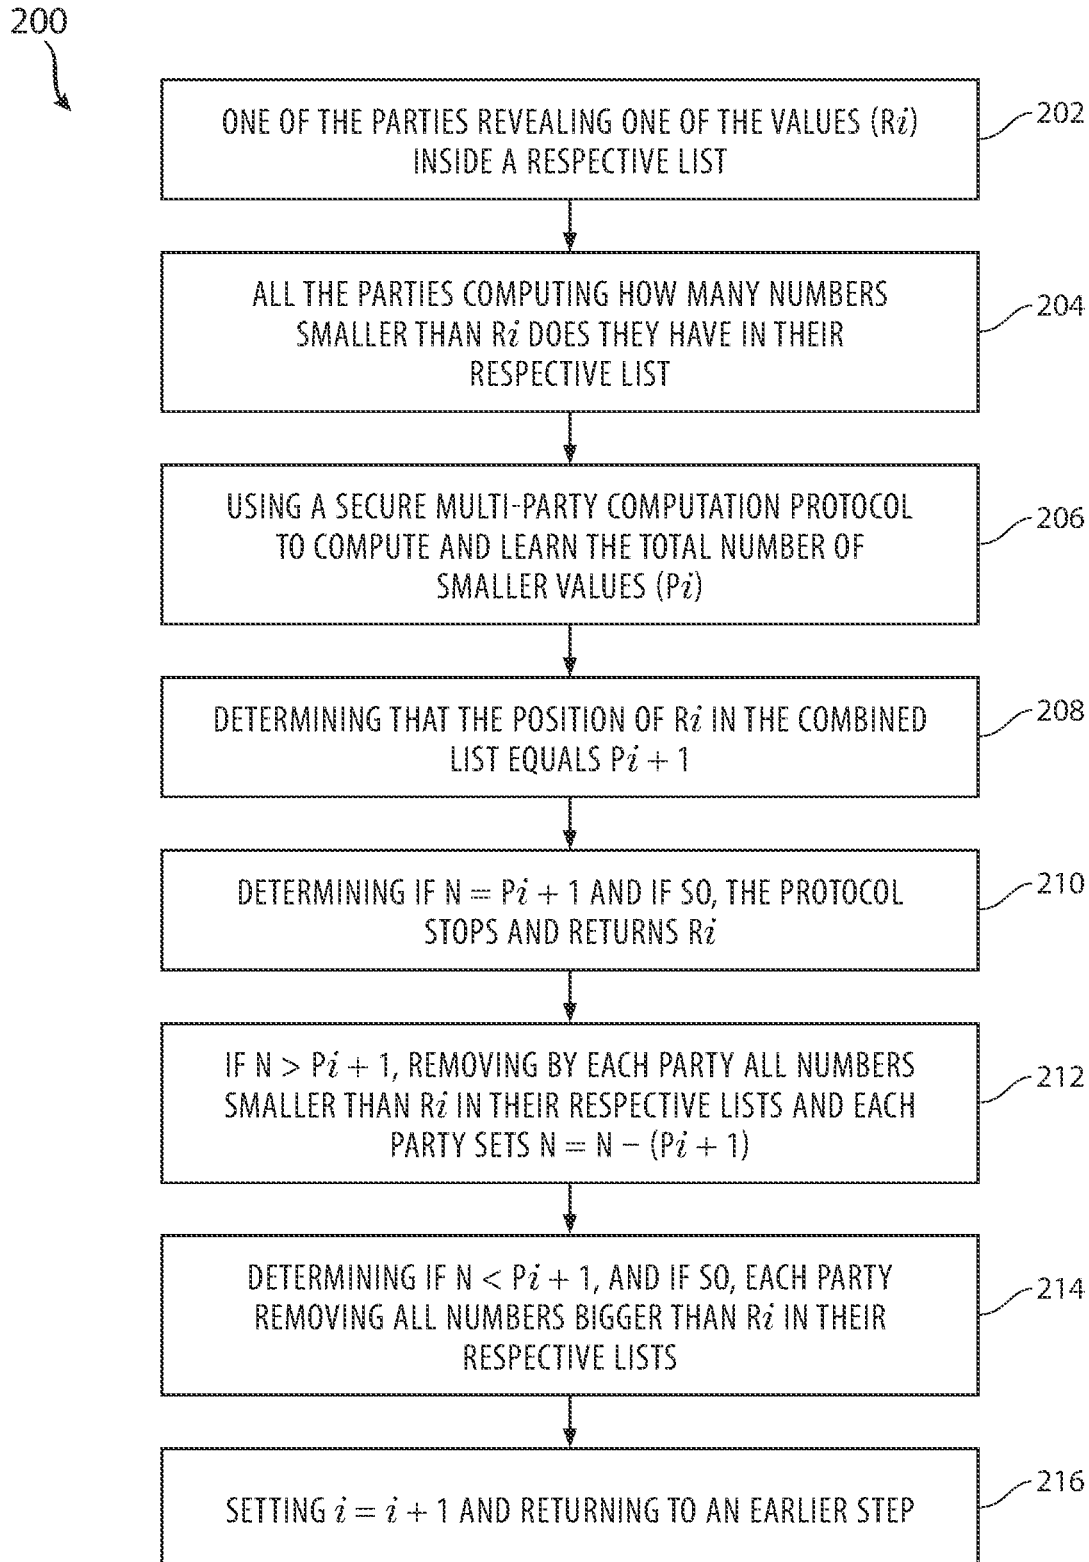 200
ONE OF THE PARTIES REVEALING ONE OF THE VALUES (Ri)
INSIDE A RESPECTIVE LIST
202
ALL THE PARTIES COMPUTING HOW MANY NUMBERS
SMALLER THAN Ri DOES THEY HAVE IN THEIR
RESPECTIVE LIST
204
USING A SECURE MULTI-PARTY COMPUTATION PROTOCOL
TO COMPUTE AND LEARN THE TOTAL NUMBER OF
SMALLER VALUES (Pi)
206
DETERMINING THAT THE POSITION OF Ri IN THE COMBINED
LIST EQUALS Pi + 1
208
DETERMINING IF N = Pi + 1 AND IF SO, THE PROTOCOL
STOPS AND RETURNS Ri
210
IF N > Pi + 1, REMOVING BY EACH PARTY ALL NUMBERS
SMALLER THAN Ri IN THEIR RESPECTIVE LISTS AND EACH
PARTY SETS N = N − (Pi + 1)
212
DETERMINING IF N < Pi + 1, AND IF SO, EACH PARTY
REMOVING ALL NUMBERS BIGGER THAN Ri IN THEIR
RESPECTIVE LISTS
214
SETTING i = i + 1 AND RETURNING TO AN EARLIER STEP
216